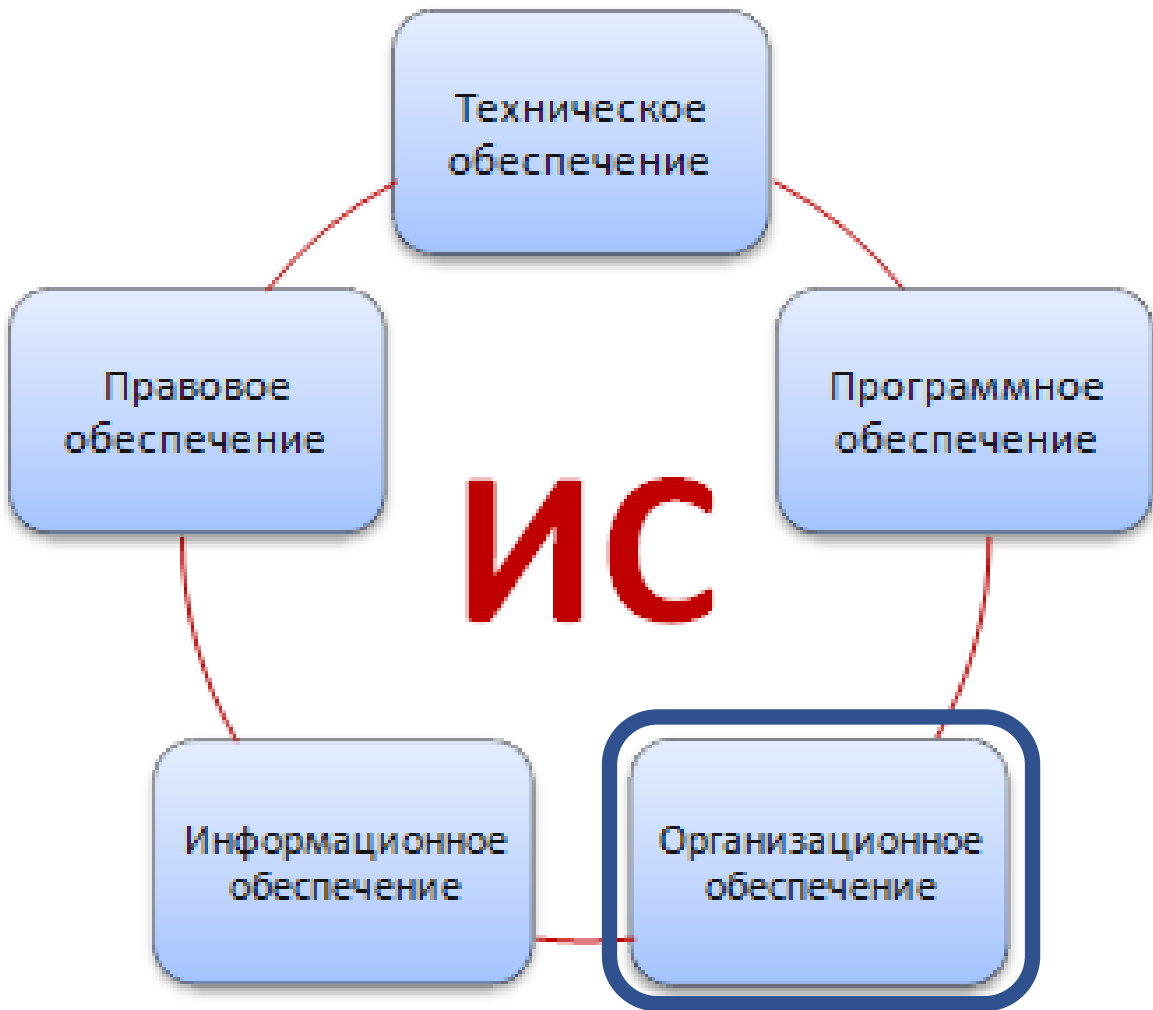 Техническое
обеспечение
Правовое
обеспечение
Программное
обеспечение
ИС
Информационное
обеспечение
Организационное
обеспечение